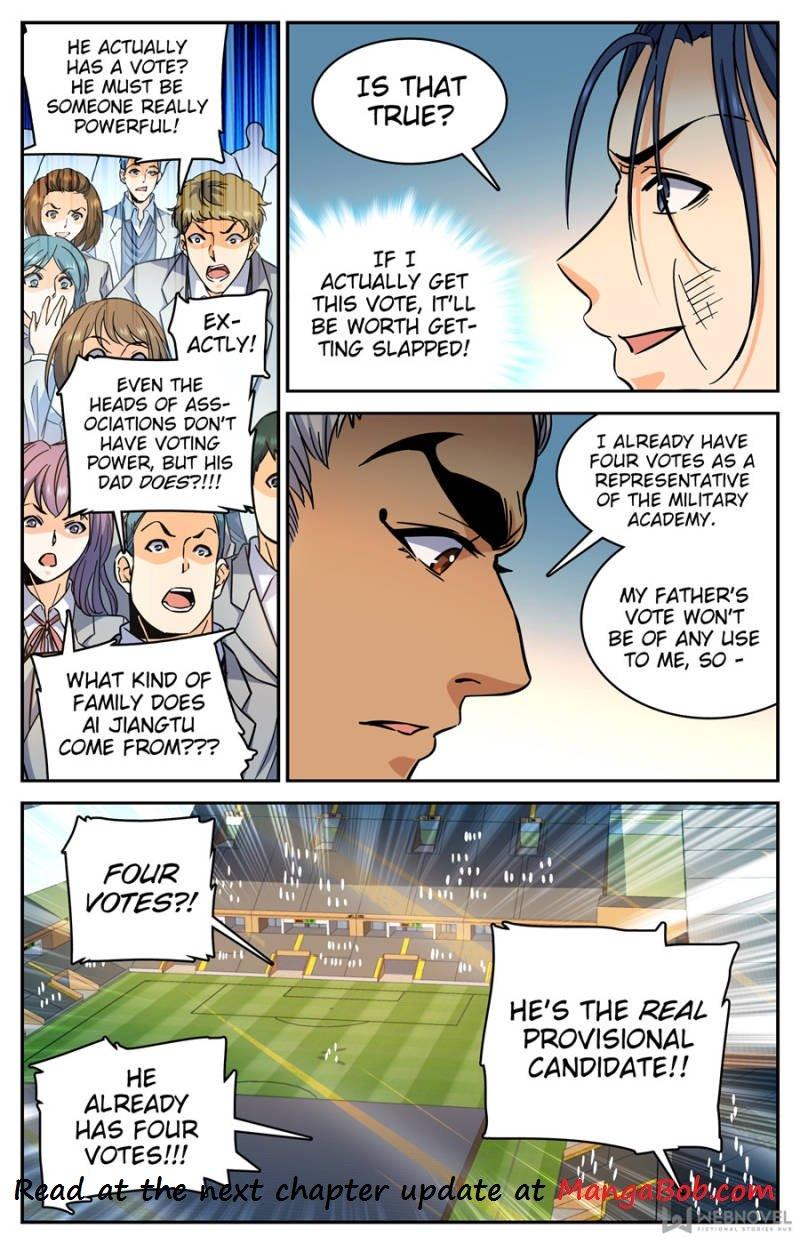 HE ACTUALLY
HAS A VOTE?
HE MUST BE
SOMEONE REALLY
POWERFUL!
EX-
ACTLY!
EVEN THE
HEADS OF ASS-
OCIATIONS DON'T
HAVE VOTING
POWER, BUT HIS
DAD DOES?!!!
WHAT KIND OF
FAMILY DOES
AI JIANGTU
COME FROM???
IS THAT
TRUE?
IF I
ACTUALLY GET
THIS VOTE, IT'LL
BE WORTH GET-
TING SLAPPED!
I ALREADY HAVE
FOUR VOTES AS A
REPRESENTATIVE
OF THE MILITARY
ACADEMY.
MY FATHER'S
VOTE WON'T
BE OF ANY USE
TO ME, SO -
FOUR
VOTES?!
HE'S THE REAL
PROVISIONAL
CANDIDATE!!
HE
ALREADY
HAS FOUR
VOTES!!!
Read at the next chapter update at MangaBob.com
WEBNOVEL
FICTIONAL STORIES HUB